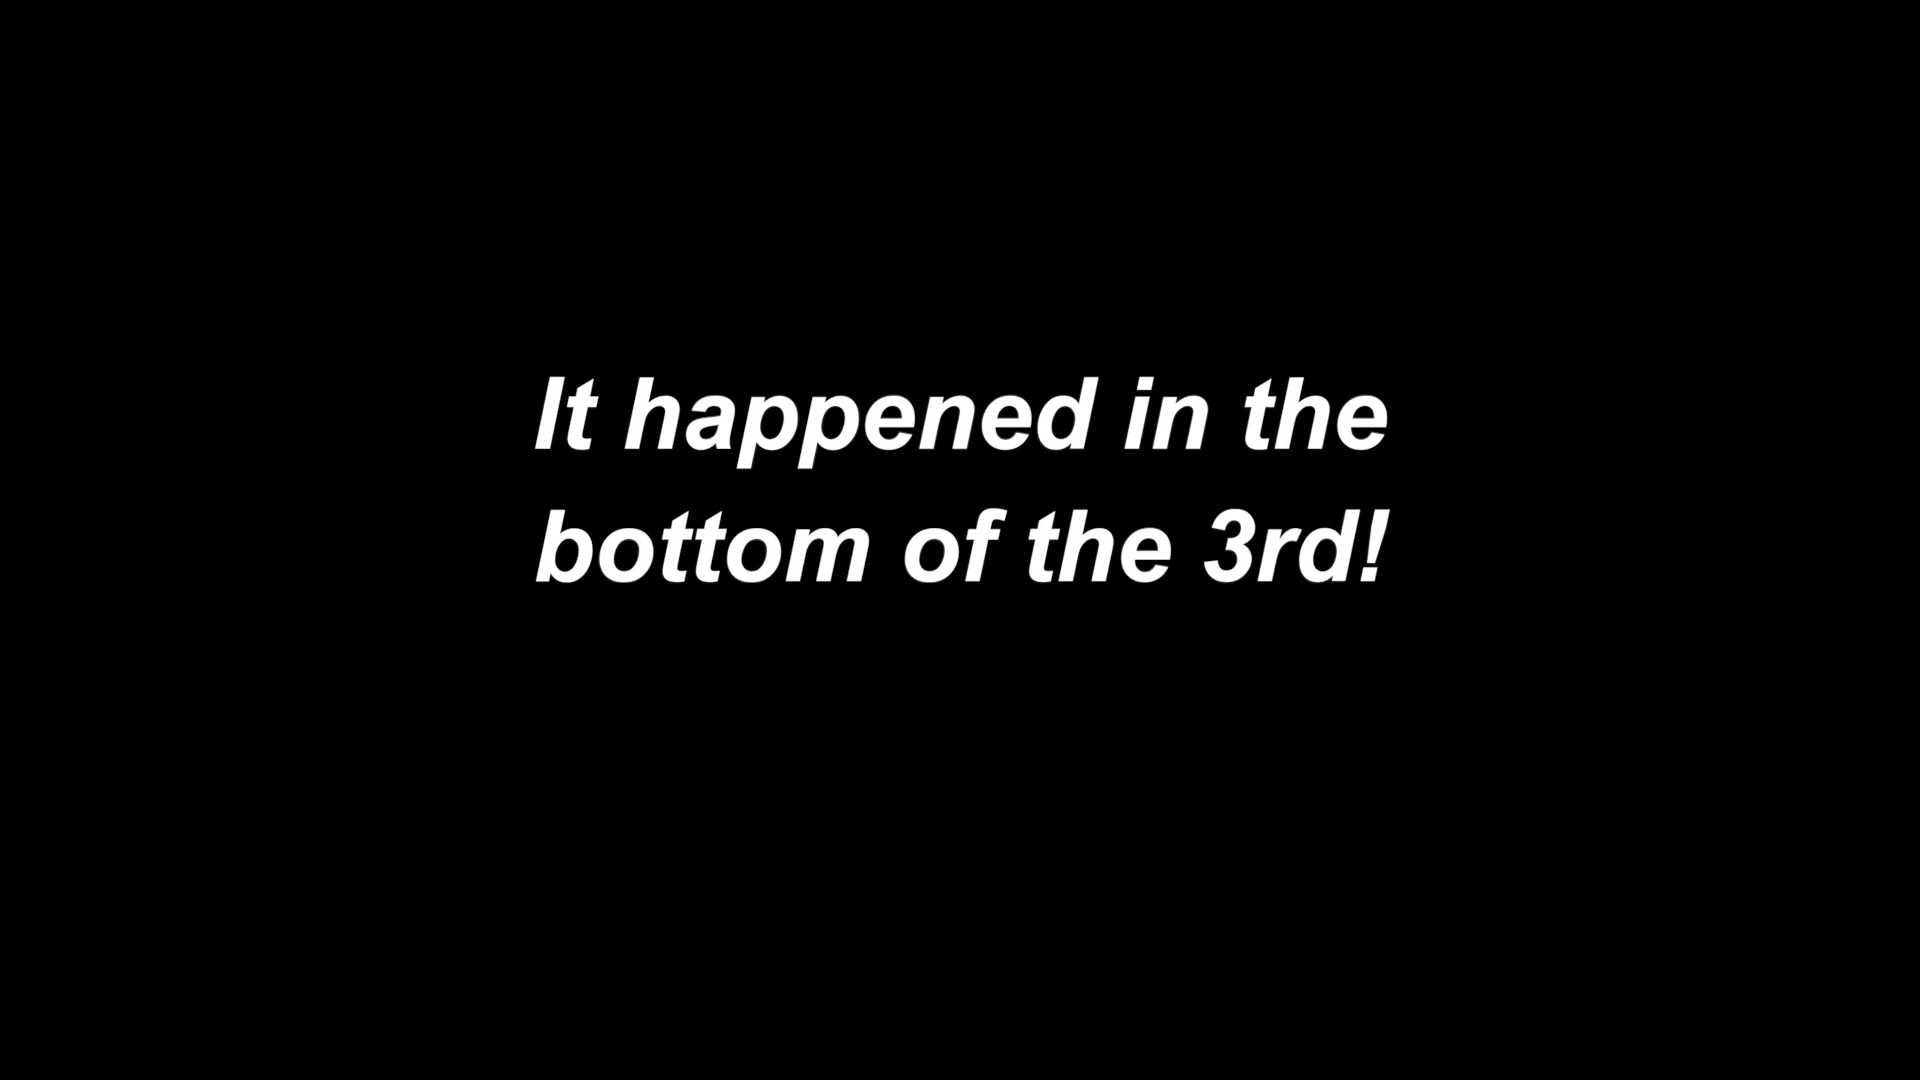 It happened in the
bottom of the 3rd!